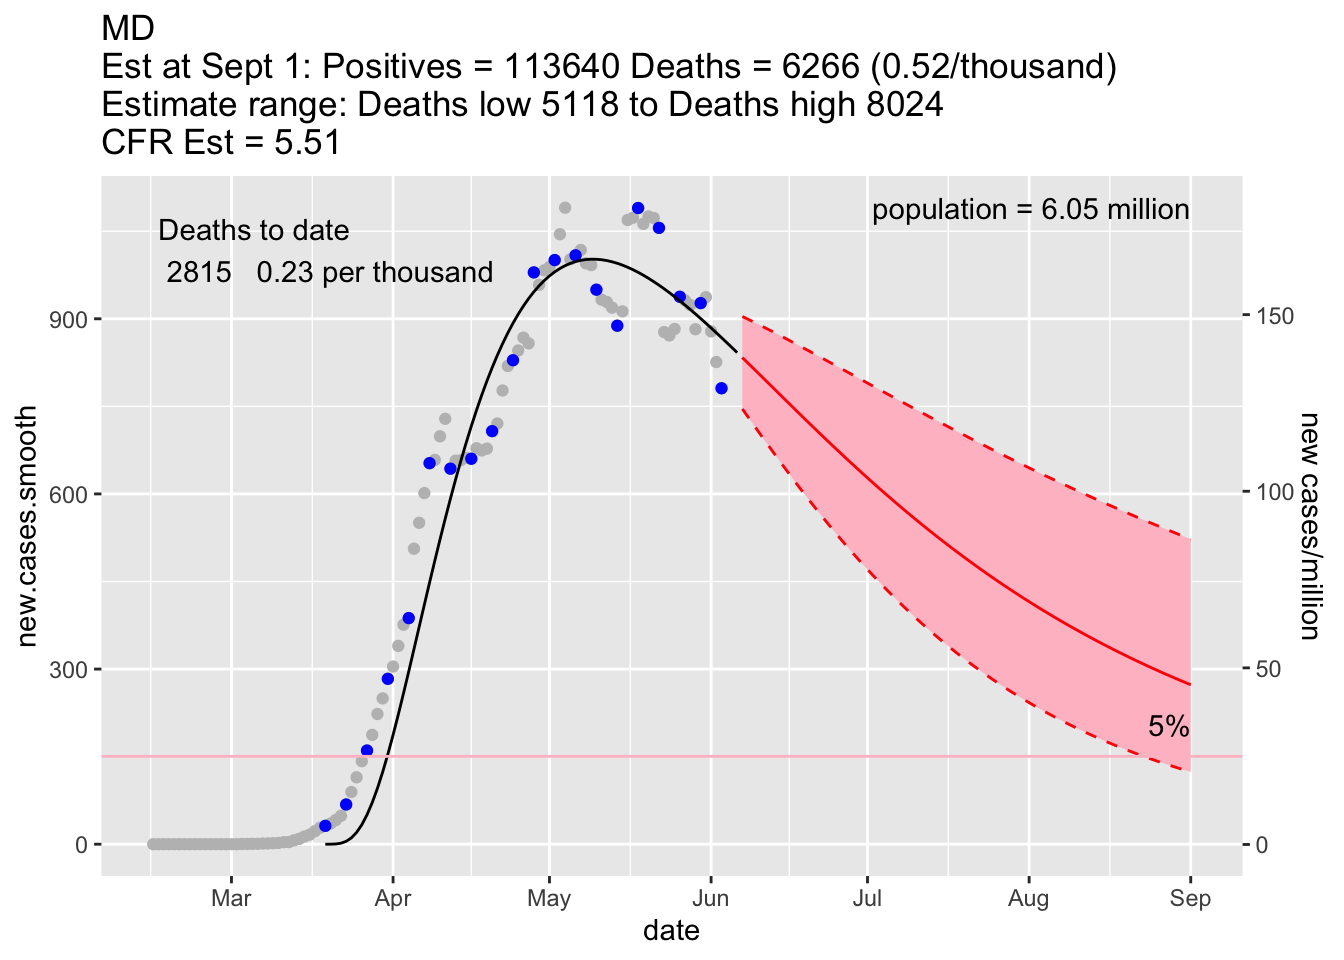 MD
Est at Sept 1: Positives = 113640 Deaths = 6266 (0.52/thousand)
Estimate range: Deaths low 5118 to Deaths high 8024
CFR Est = 5.51
Deaths to date
2815 0.23 per thousand
population = 6.05 million
900
600
300
0
new.cases.smooth
150
100
50
0
new cases/million
5%
Mar Apr May Jun Jul Aug Sep
date